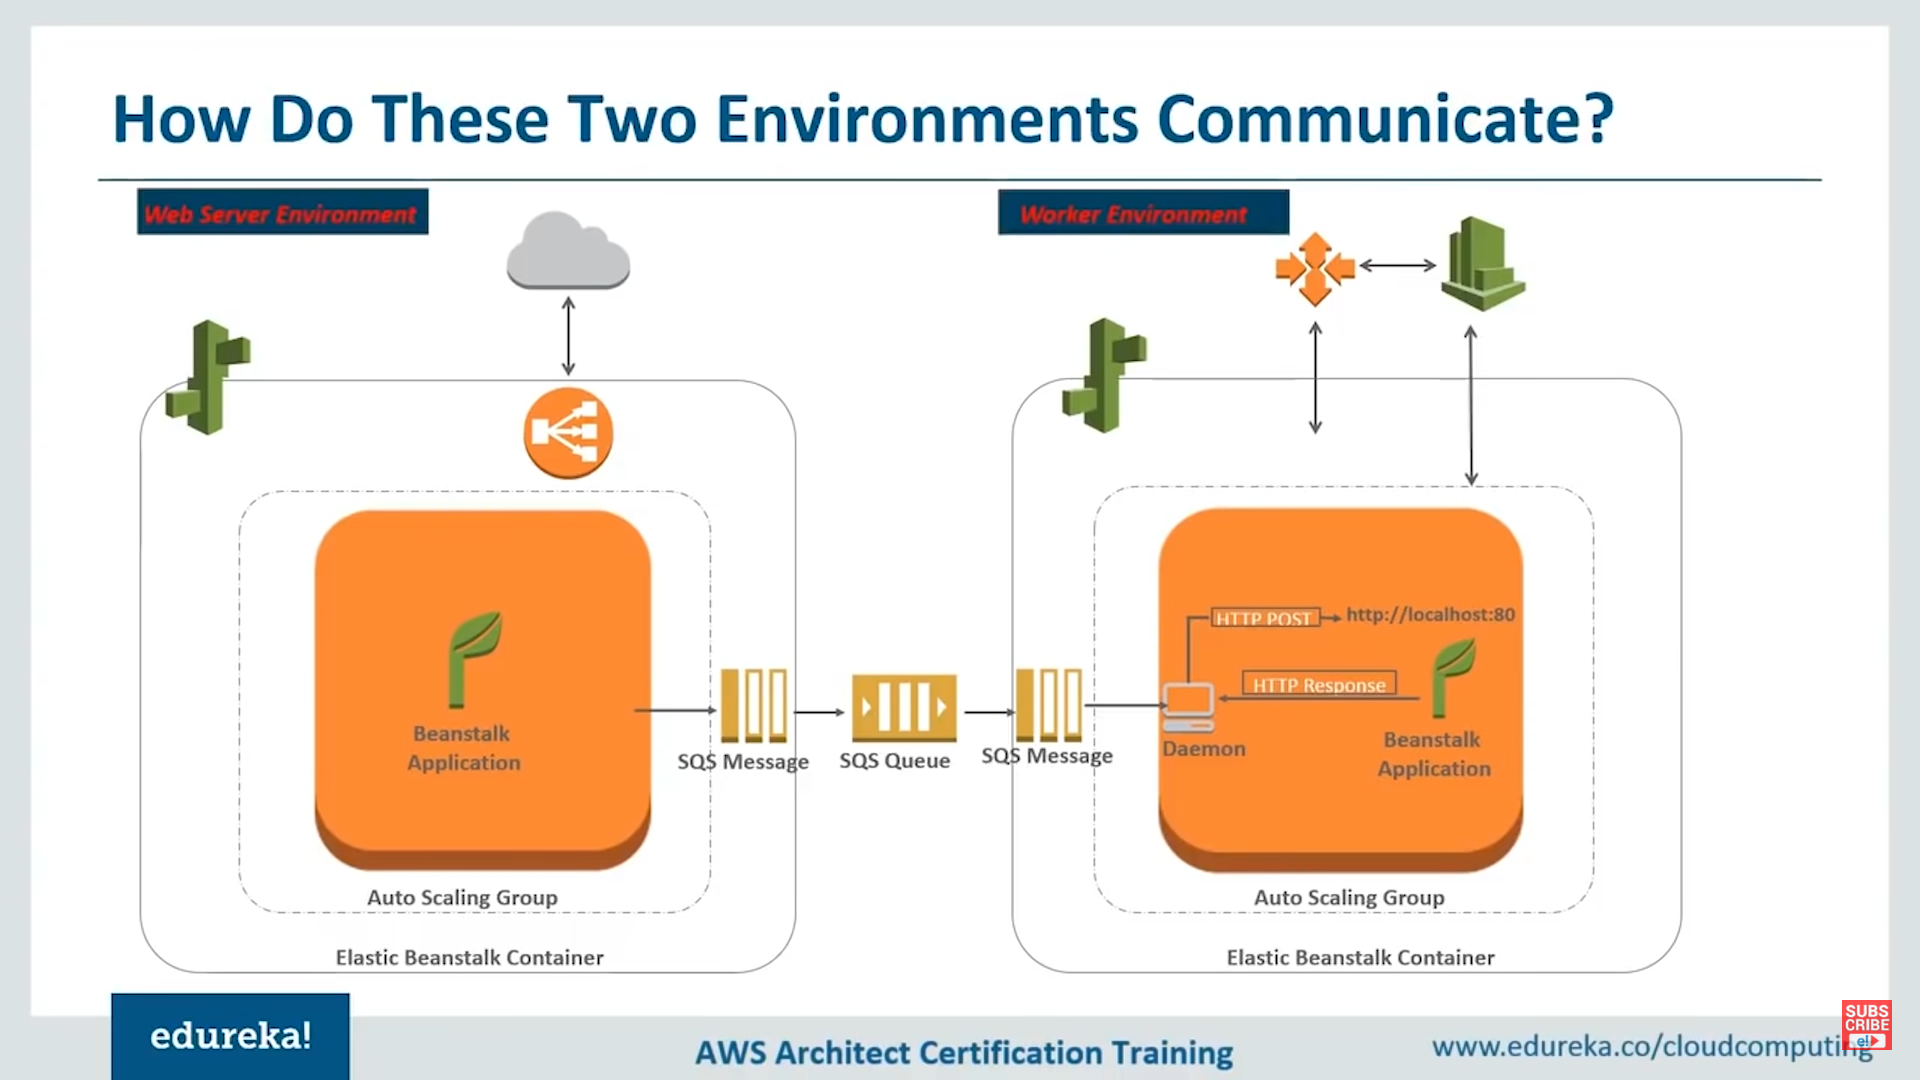 How Do These Two Environments Communicate?
Web Server Environment
Worker Environment
HTTP POST
http://localhost:80
HTTP Response
Beanstalk
Application
SQS Message
SQS Queue
SQS Message
Daemon
Beanstalk
Application
Auto Scaling Group
Auto Scaling Group
Elastic Beanstalk Container
Elastic Beanstalk Container
edureka!
AWS Architect Certification Training
www.edureka.co/cloudcomputing
SUBS
CRIBE
e!